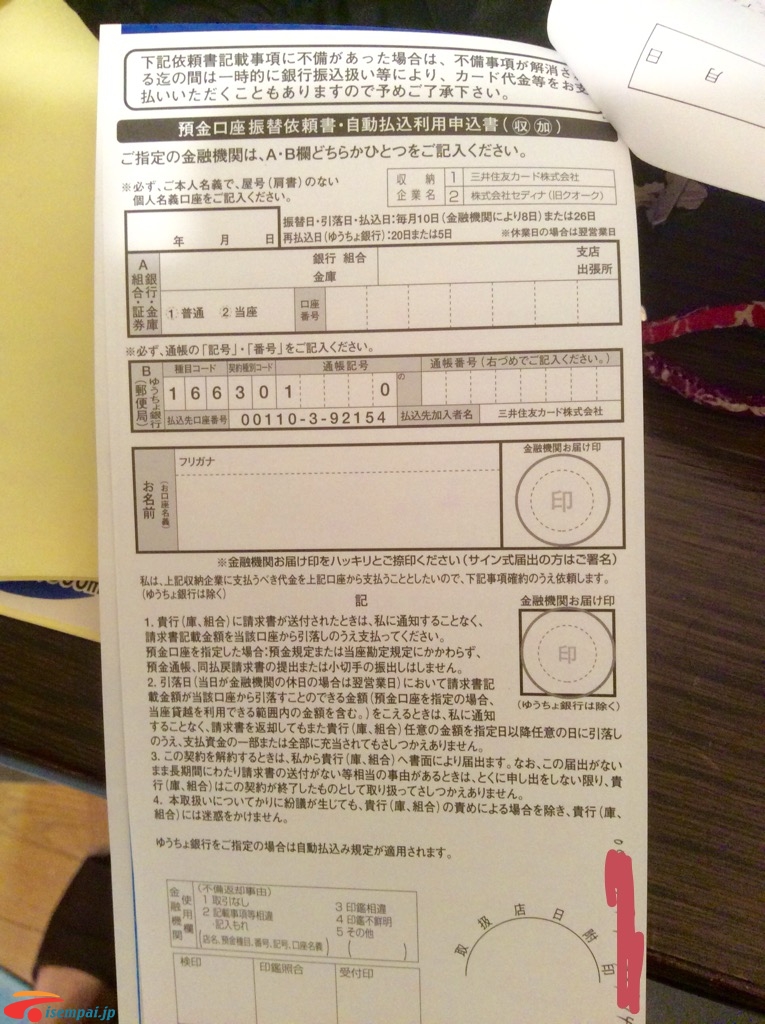 下記依頼書記載事項に不備があった場合は、不備事項が解消さ
る迄の間は一時的に銀行振込扱い等により、カード代金等をお支
払いいただくこともありますので予めご了承下さい。
日 月
預金口座振替依頼書・自動払込利用申込書(収 加)
ご指定の金融機関は、A・B欄どちらかひとつをご記入ください。
※必ず、ご本人名義で、屋号(肩書)のない
個人名義口座をご記入ください。
収納企業名
1 三井住友カード株式会社
2 株式会社セディナ(旧クオーク)
年 月 日
振替日・引落日・払込日:毎月10日(金融機関により8日)または26日
再払込日(ゆうちょ銀行):20日または5日 ※休業日の場合は翌営業日
A 銀行・金庫組合・証券
銀行 組合
金庫
支店
出張所
1 普通 2 当座
口座番号
※必ず、通帳の「記号」・「番号」をご記入ください。
B ゆうちょ銀行(郵便局)
種目コード 契約種別コード 通帳記号 通帳番号(右づめでご記入ください。)
1 6 6 3 0 1 0 の
払込先口座番号 00110-3-92154 払込先加入者名 三井住友カード株式会社
お名前(お口座名義)
フリガナ
金融機関お届け印
印
※金融機関お届け印をハッキリとご捺印ください(サイン式届出の方はご署名)
私は、上記収納企業に支払うべき代金を上記口座から支払うこととしたいので、下記事項確約のうえ依頼します。
(ゆうちょ銀行は除く)
記
金融機関お届け印
印
(ゆうちょ銀行は除く)
1. 貴行(庫、組合)に請求書が送付されたときは、私に通知することなく、
請求書記載金額を当該口座から引落しのうえ支払ってください。
預金口座を指定した場合:預金規定または当座勘定規定にかかわらず、
預金通帳、同払戻請求書の提出または小切手の振出しはしません。
2. 引落日(当日が金融機関の休日の場合は翌営業日)において請求書記
載金額が当該口座から引落すことのできる金額(預金口座を指定の場合、
当座貸越を利用できる範囲内の金額を含む。)をこえるときは、私に通知
することなく、請求書を返却してもまた貴行(庫、組合)任意の金額を指定日以降任意の日に引落し
のうえ、支払資金の一部または全部に充当されてもさしつかえありません。
3. この契約を解約するときは、私から貴行(庫、組合)へ書面により届出ます。なお、この届出がない
まま長期間にわたり請求書の送付がない等相当の事由があるときは、とくに申し出をしない限り、貴
行(庫、組合)はこの契約が終了したものとして取り扱ってさしつかえありません。
4. 本取扱いについてかりに紛議が生じても、貴行(庫、組合)の責めによる場合を除き、貴行(庫、
組合)には迷惑をかけません。
ゆうちょ銀行をご指定の場合は自動払込み規定が適用されます。
金融機関使用欄
(不備返却事由)
1 取引なし
2 記載事項等相違
・記入もれ
(店名、預金種目、番号、記号、口座名義)
3 印鑑相違
4 印鑑不鮮明
5 その他
( )
検印 印鑑照合 受付印
取扱店日附印
isempai.jp